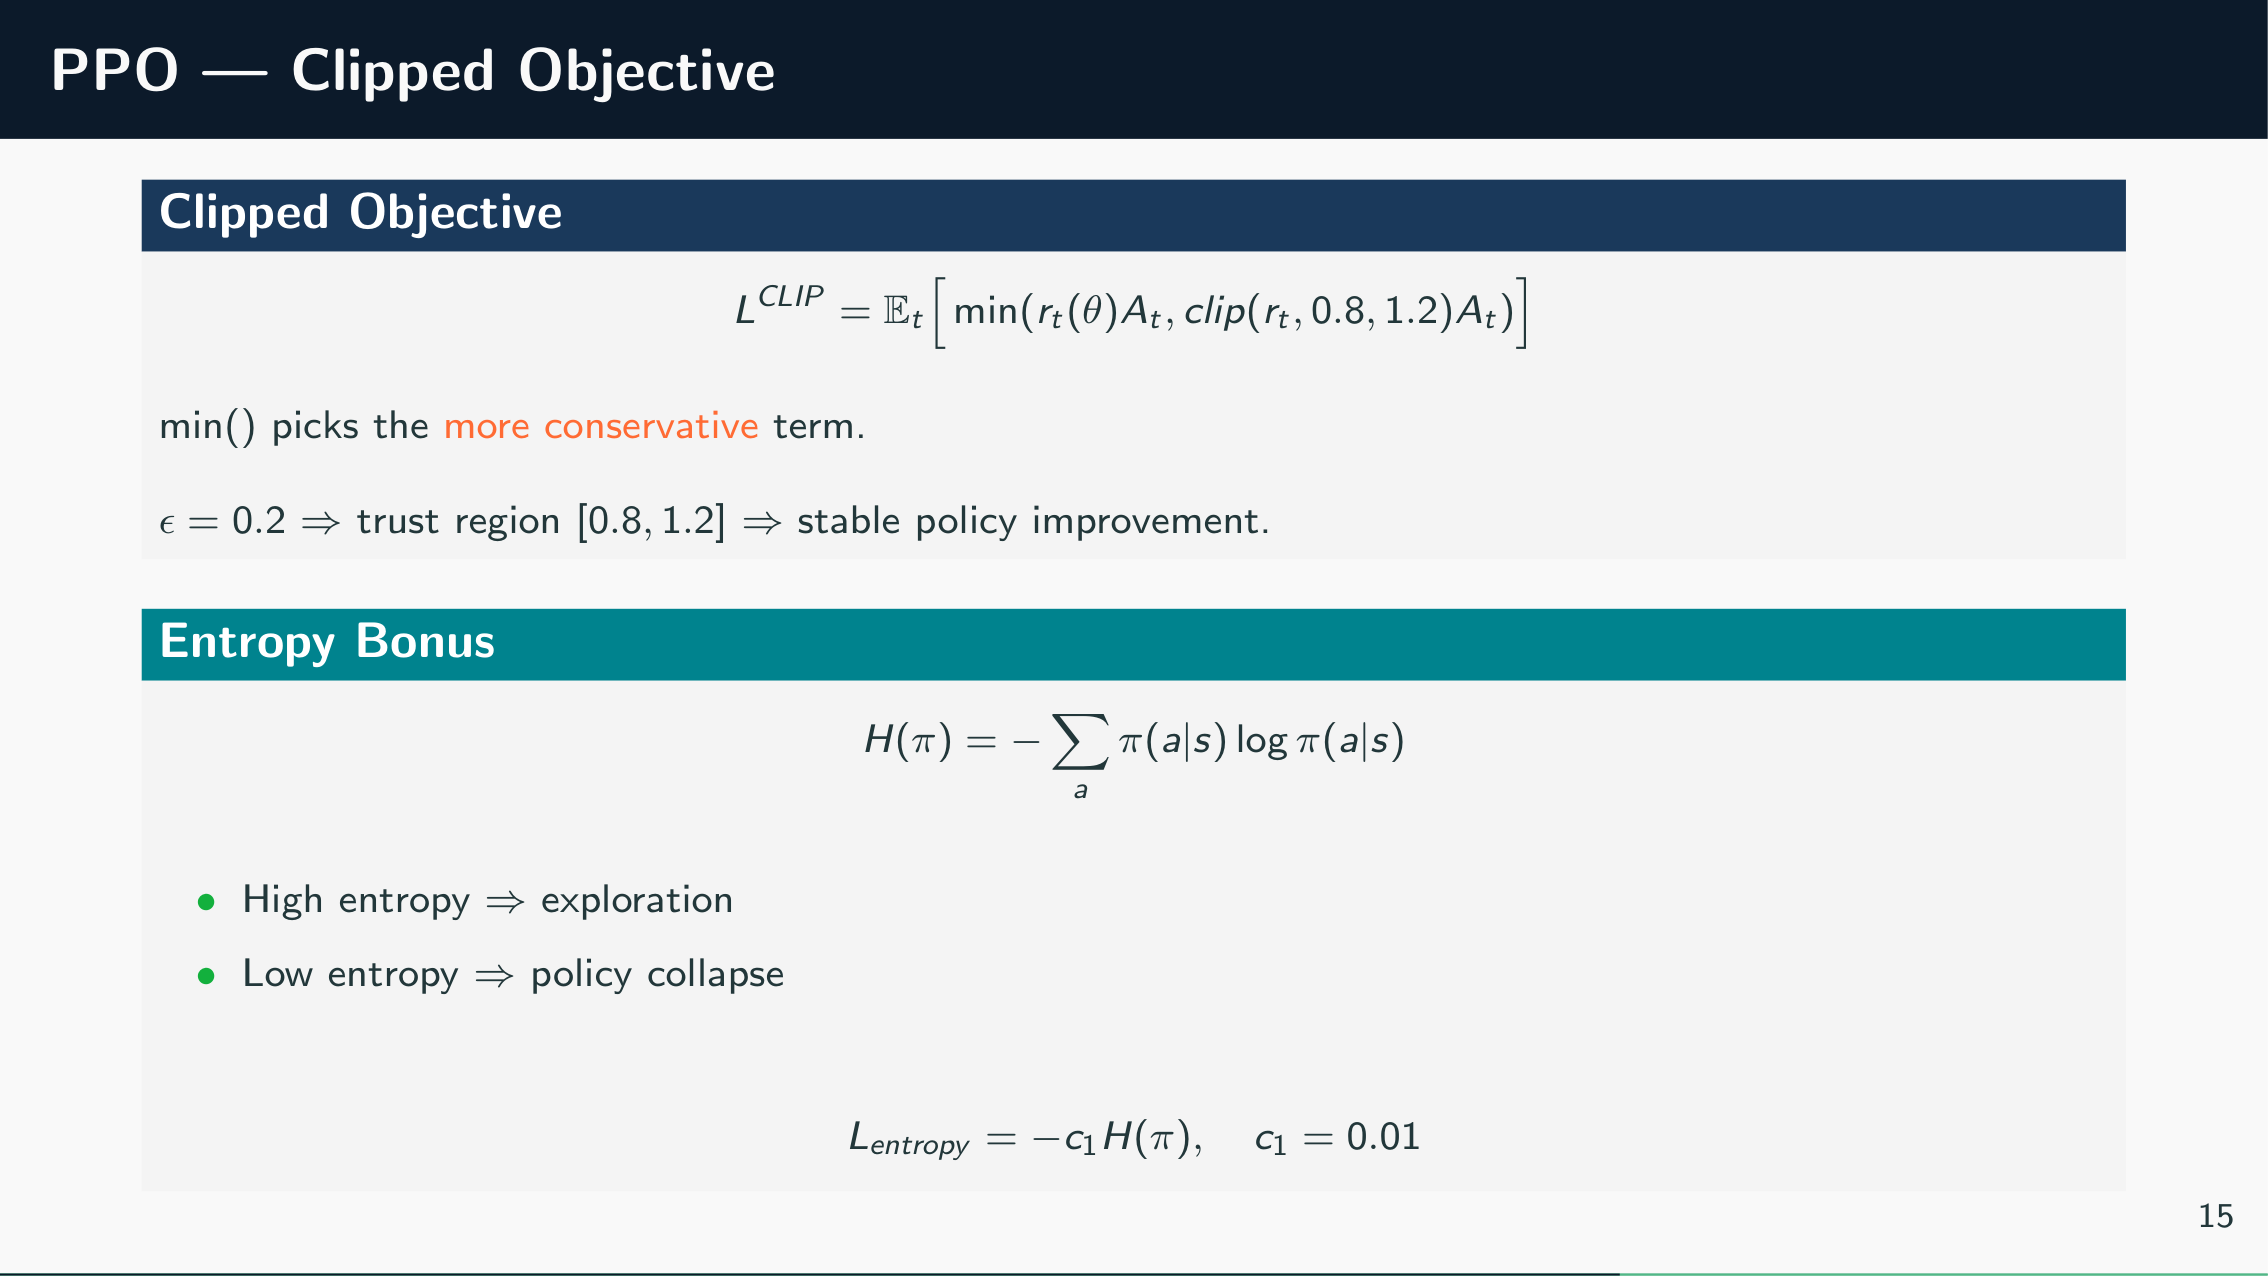 PPO — Clipped Objective
Clipped Objective
L^{CLIP} = 𝔼_t[min(r_t(θ)A_t, clip(r_t, 0.8, 1.2)A_t)]
min() picks the more conservative term.
ϵ = 0.2 ⇒ trust region [0.8, 1.2] ⇒ stable policy improvement.
Entropy Bonus
H(π) = −∑_a π(a|s) log π(a|s)
• High entropy ⇒ exploration
• Low entropy ⇒ policy collapse
L_{entropy} = −c_1H(π), c_1 = 0.01
15